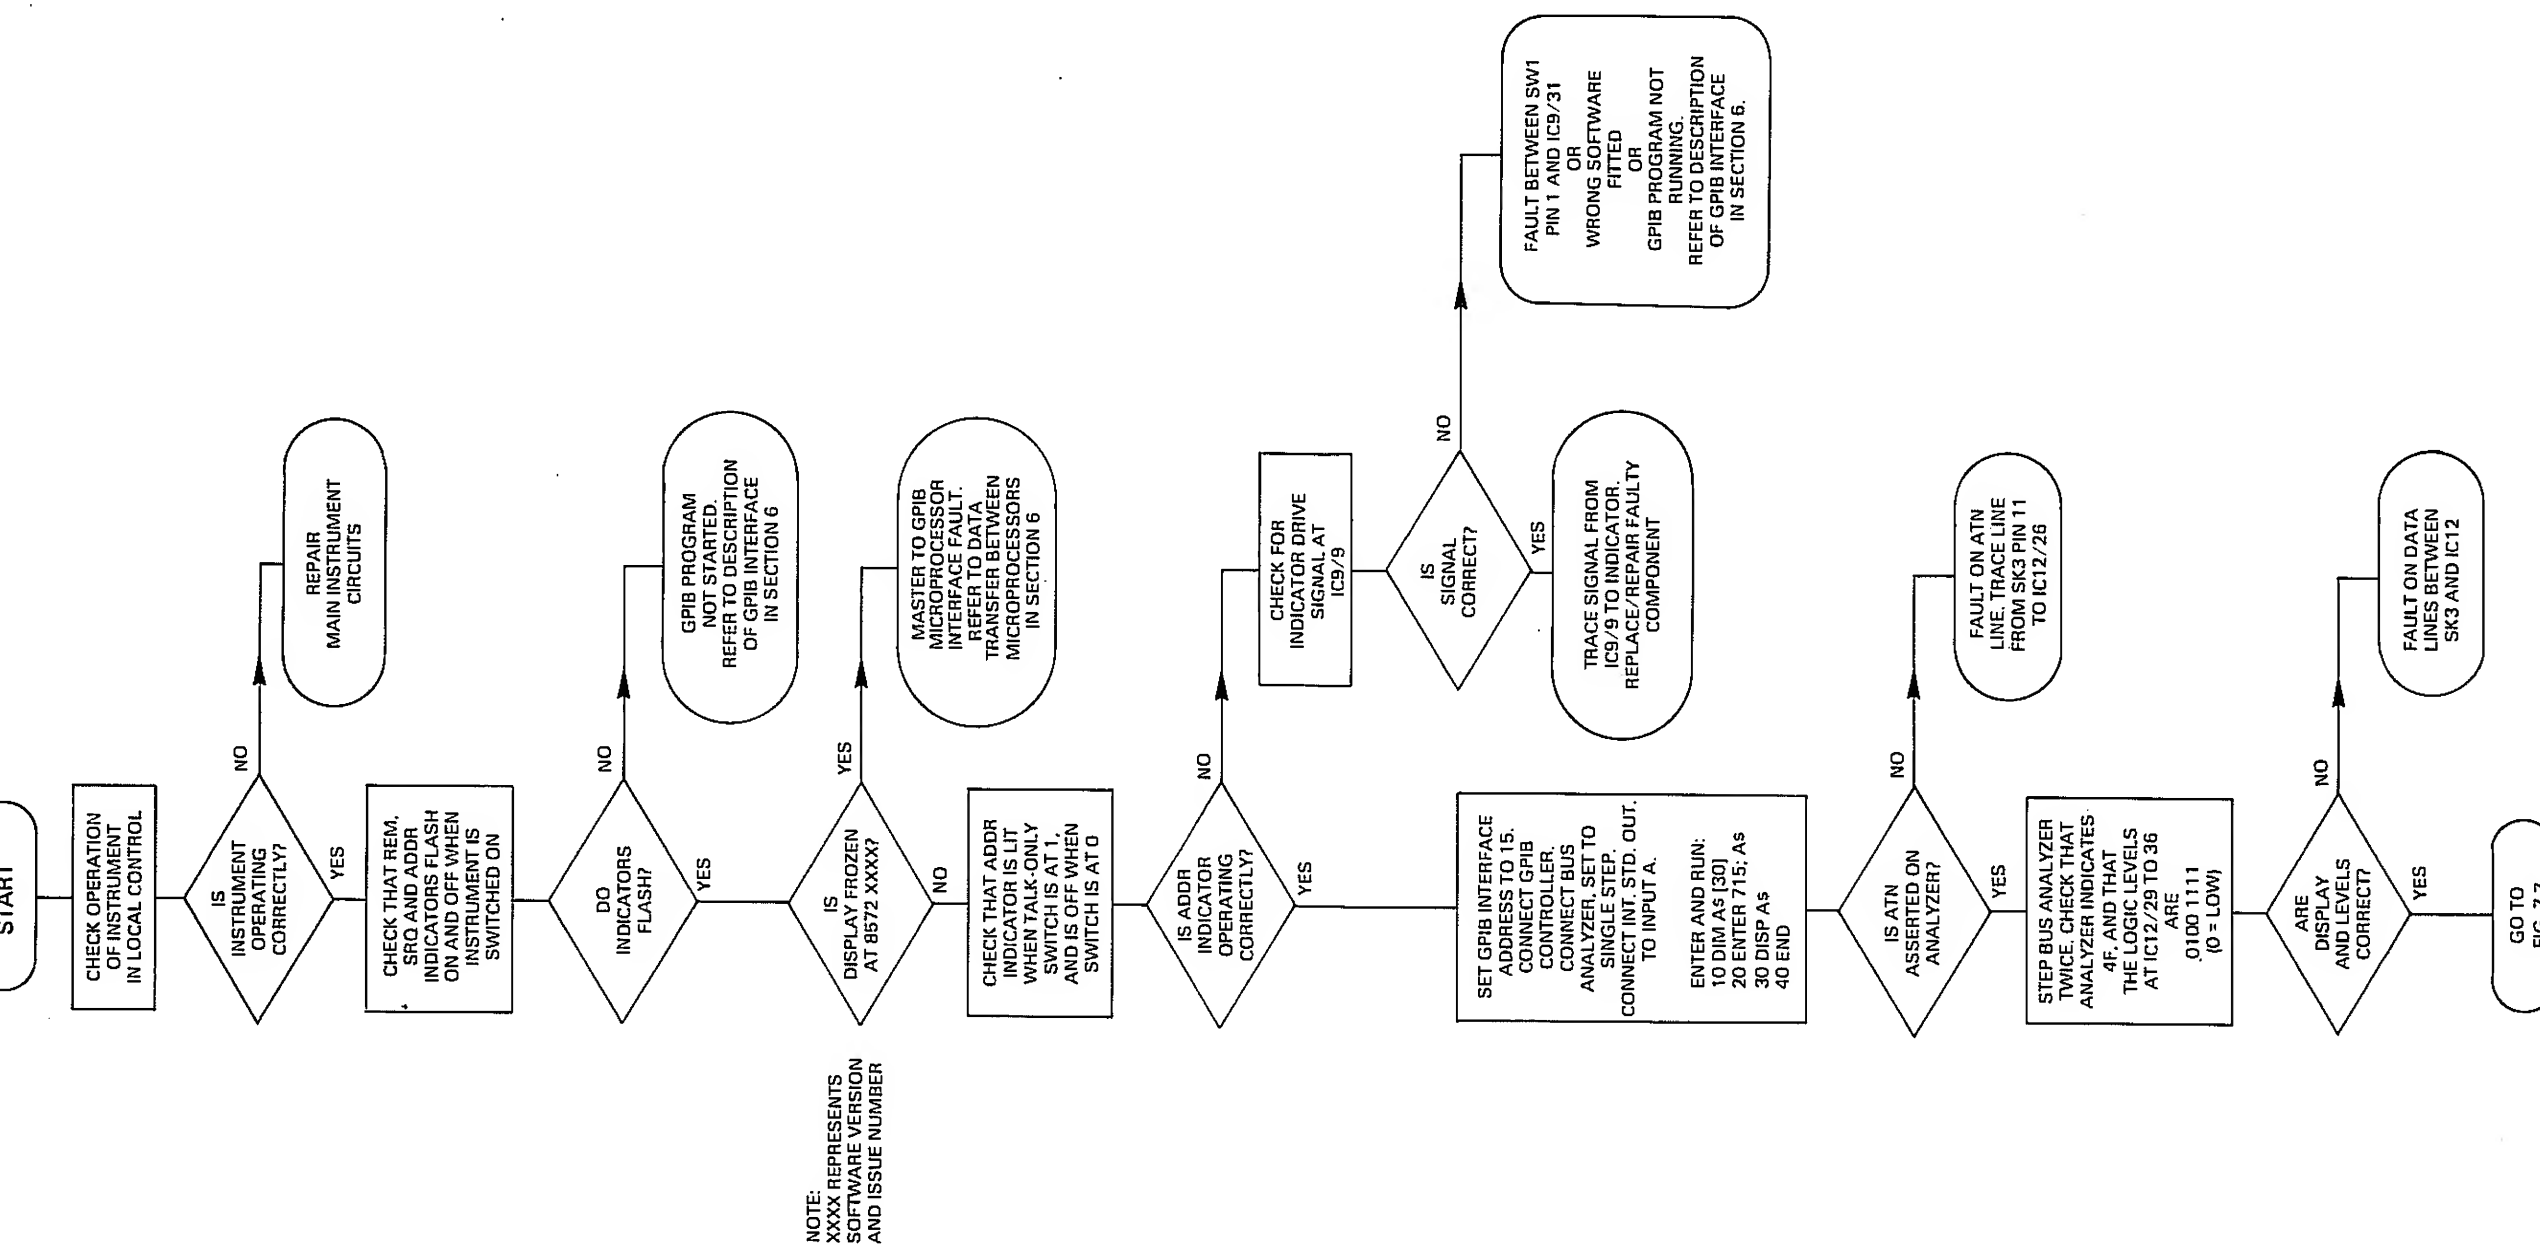 START
CHECK OPERATION
OF INSTRUMENT
IN LOCAL CONTROL
IS
INSTRUMENT
OPERATING
CORRECTLY?
NO
REPAIR
MAIN INSTRUMENT
CIRCUITS
YES
CHECK THAT REM,
SRQ AND ADDR
INDICATORS FLASH
ON AND OFF WHEN
INSTRUMENT IS
SWITCHED ON
DO
INDICATORS
FLASH?
NO
GPIB PROGRAM
NOT STARTED.
REFER TO DESCRIPTION
OF GPIB INTERFACE
IN SECTION 6
YES
NOTE:
XXXX REPRESENTS
SOFTWARE VERSION
AND ISSUE NUMBER
IS
DISPLAY FROZEN
AT 8572 XXXX?
YES
MASTER TO GPIB
MICROPROCESSOR
INTERFACE FAULT.
REFER TO DATA
TRANSFER BETWEEN
MICROPROCESSORS
IN SECTION 6
NO
CHECK THAT ADDR
INDICATOR IS LIT
WHEN TALK-ONLY
SWITCH IS AT 1,
AND IS OFF WHEN
SWITCH IS AT 0
IS ADDR
INDICATOR
OPERATING
CORRECTLY?
NO
CHECK FOR
INDICATOR DRIVE
SIGNAL AT
IC9/9
IS
SIGNAL
CORRECT?
NO
FAULT BETWEEN SW1
PIN 1 AND IC9/31
OR
WRONG SOFTWARE
FITTED
OR
GPIB PROGRAM NOT
RUNNING.
REFER TO DESCRIPTION
OF GPIB INTERFACE
IN SECTION 6.
YES
TRACE SIGNAL FROM
IC9/9 TO INDICATOR.
REPLACE/REPAIR FAULTY
COMPONENT
YES
SET GPIB INTERFACE
ADDRESS TO 15.
CONNECT GPIB
CONTROLLER.
CONNECT BUS
ANALYZER, SET TO
SINGLE STEP.
CONNECT INT. STD. OUT.
TO INPUT A.
ENTER AND RUN:
10 DIM A$ [30]
20 ENTER 715; A$
30 DISP A$
40 END
IS ATN
ASSERTED ON
ANALYZER?
NO
FAULT ON ATN
LINE. TRACE LINE
FROM SK3 PIN 11
TO IC12/26
YES
STEP BUS ANALYZER
TWICE. CHECK THAT
ANALYZER INDICATES
4F, AND THAT
THE LOGIC LEVELS
AT IC12/29 TO 36
ARE
0100 1111
(0 = LOW)
ARE
DISPLAY
AND LEVELS
CORRECT?
NO
FAULT ON DATA
LINES BETWEEN
SK3 AND IC12
YES
GO TO
FIG.